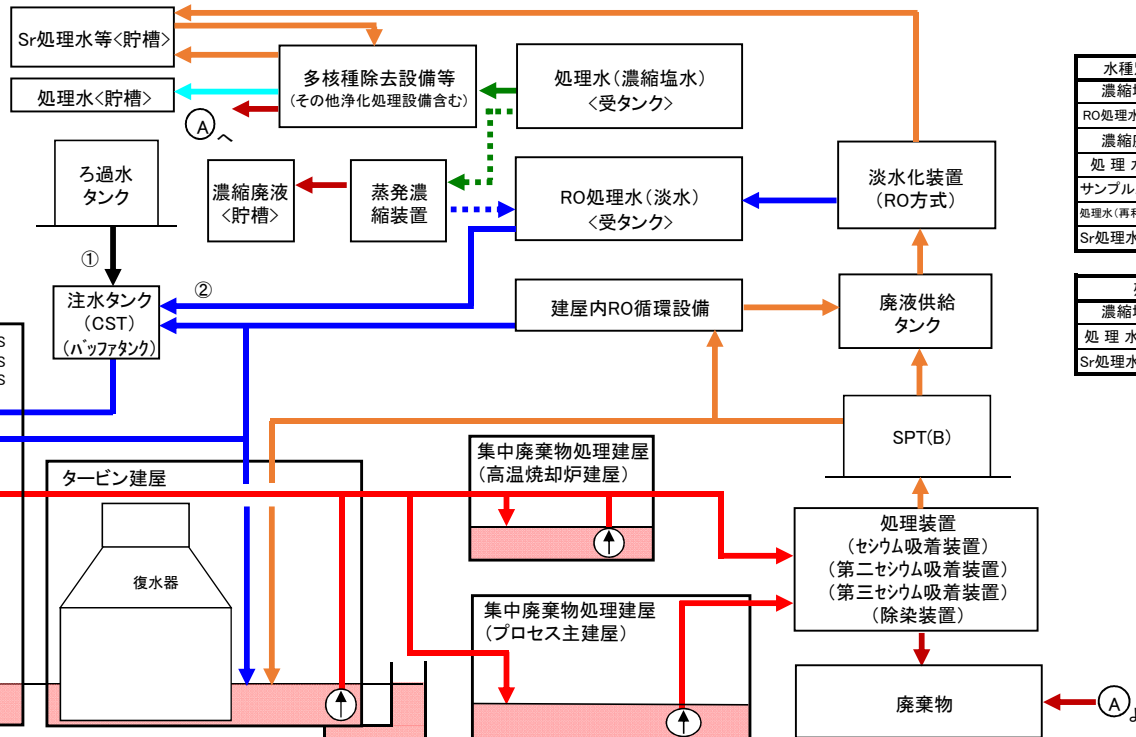 Sr処理水等<貯槽>
処理水<貯槽>
多核種除去設備等
(その他浄化処理設備含む)
A
へ
処理水(濃縮塩水)
<受タンク>
ろ過水
タンク
濃縮廃液
<貯槽>
蒸発濃
縮装置
RO処理水(淡水)
<受タンク>
淡水化装置
(RO方式)
①
②
注水タンク
(CST)
(バッファタンク)
建屋内RO循環設備
廃液供給
タンク
SPT(B)
S
S
S
タービン建屋
復水器
集中廃棄物処理建屋
(高温焼却炉建屋)
集中廃棄物処理建屋
(プロセス主建屋)
処理装置
(セシウム吸着装置)
(第二セシウム吸着装置)
(第三セシウム吸着装置)
(除染装置)
廃棄物
A
水種
濃縮
RO処理水
濃縮
処 理 水
サンプル
処理水(再
Sr処理水
濃縮
処 理 水
Sr処理水